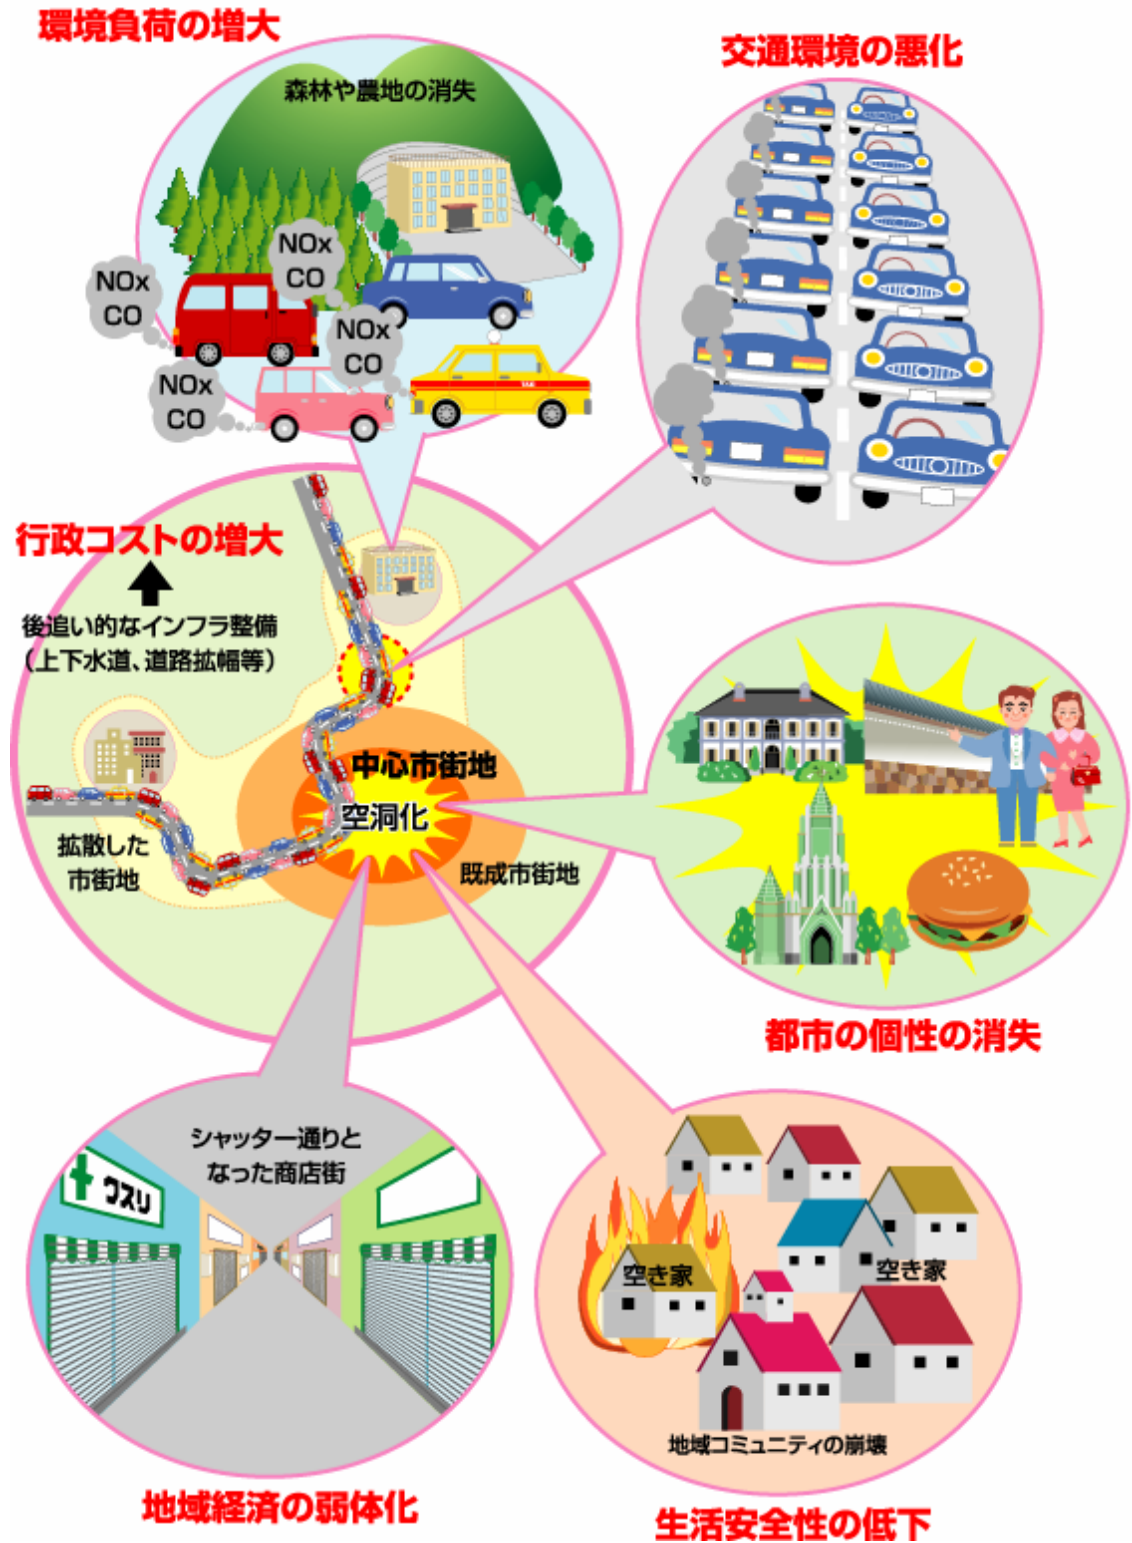 環境負荷の増大
森林や農地の消失
NOx
CO
NOx
CO
NOx
CO
NOx
CO
TAXI
交通環境の悪化
行政コストの増大
後追い的なインフラ整備
(上下水道、道路拡幅等)
中心市街地
空洞化
既成市街地
拡散した
市街地
都市の個性の消失
シャッター通りと
なった商店街
クスリ
地域経済の弱体化
空き家
空き家
地域コミュニティの崩壊
生活安全性の低下